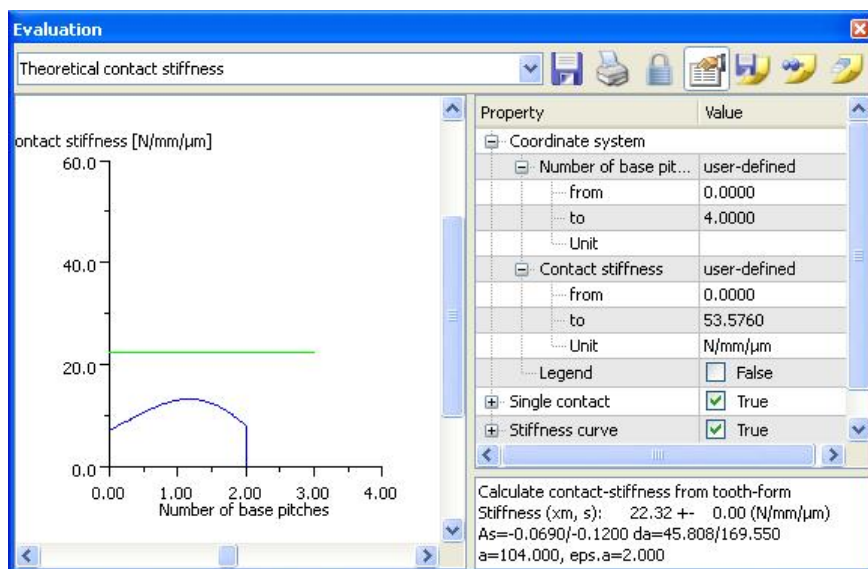 Evaluation
Theoretical contact stiffness
ontact stiffness [N/mm/µm]
60.0
40.0
20.0
0.0
0.00 1.00 2.00 3.00 4.00
Number of base pitches
Property Value
Coordinate system
Number of base pit... user-defined
from 0.0000
to 4.0000
Unit
Contact stiffness user-defined
from 0.0000
to 53.5760
Unit N/mm/µm
Legend False
Single contact True
Stiffness curve True
Calculate contact-stiffness from tooth-form
Stiffness (xm, s): 22.32 +- 0.00 (N/mm/µm)
As=-0.0690/-0.1200 da=45.808/169.550
a=104.000, eps.a=2.000